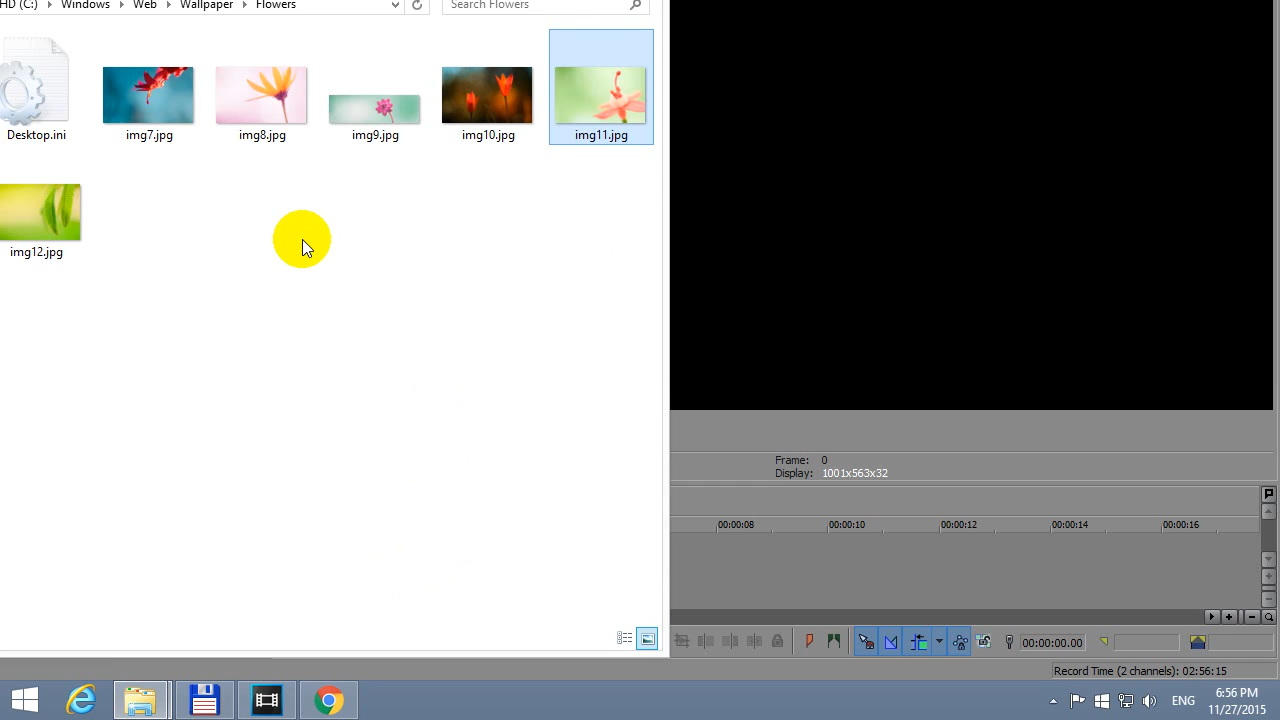 HD (C:) Windows Web Wallpaper Flowers Search Flowers
Desktop.ini img7.jpg img8.jpg img9.jpg img10.jpg img11.jpg
img12.jpg
Frame: 0
Display: 1001x563x32
00:00:08 00:00:10 00:00:12 00:00:14 00:00:16
00:00:00.00
Record Time (2 channels): 02:56:15
ENG 6:56 PM
11/27/2015